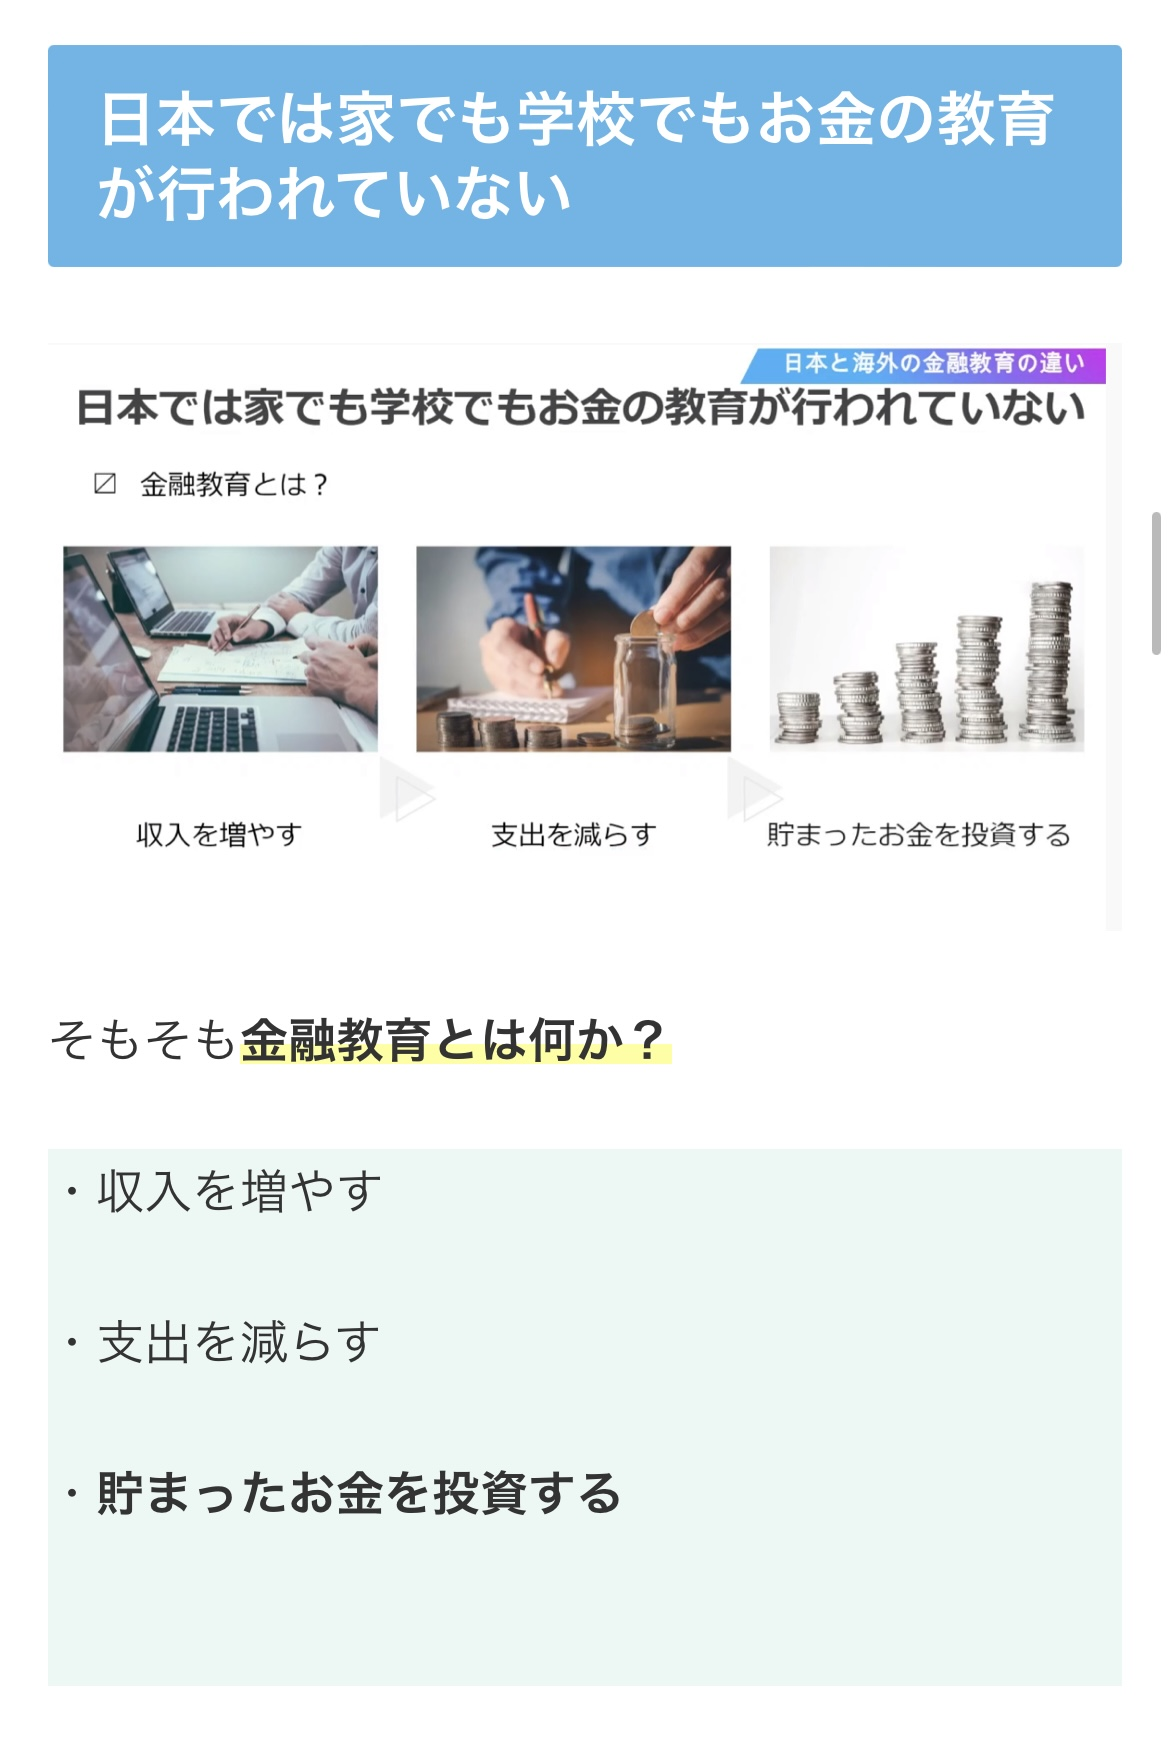 日本では家でも学校でもお金の教育
が行われていない
日本と海外の金融教育の違い
日本では家でも学校でもお金の教育が行われていない
金融教育とは？
収入を増やす
支出を減らす
貯まったお金を投資する
そもそも金融教育とは何か？
・収入を増やす
・支出を減らす
・貯まったお金を投資する